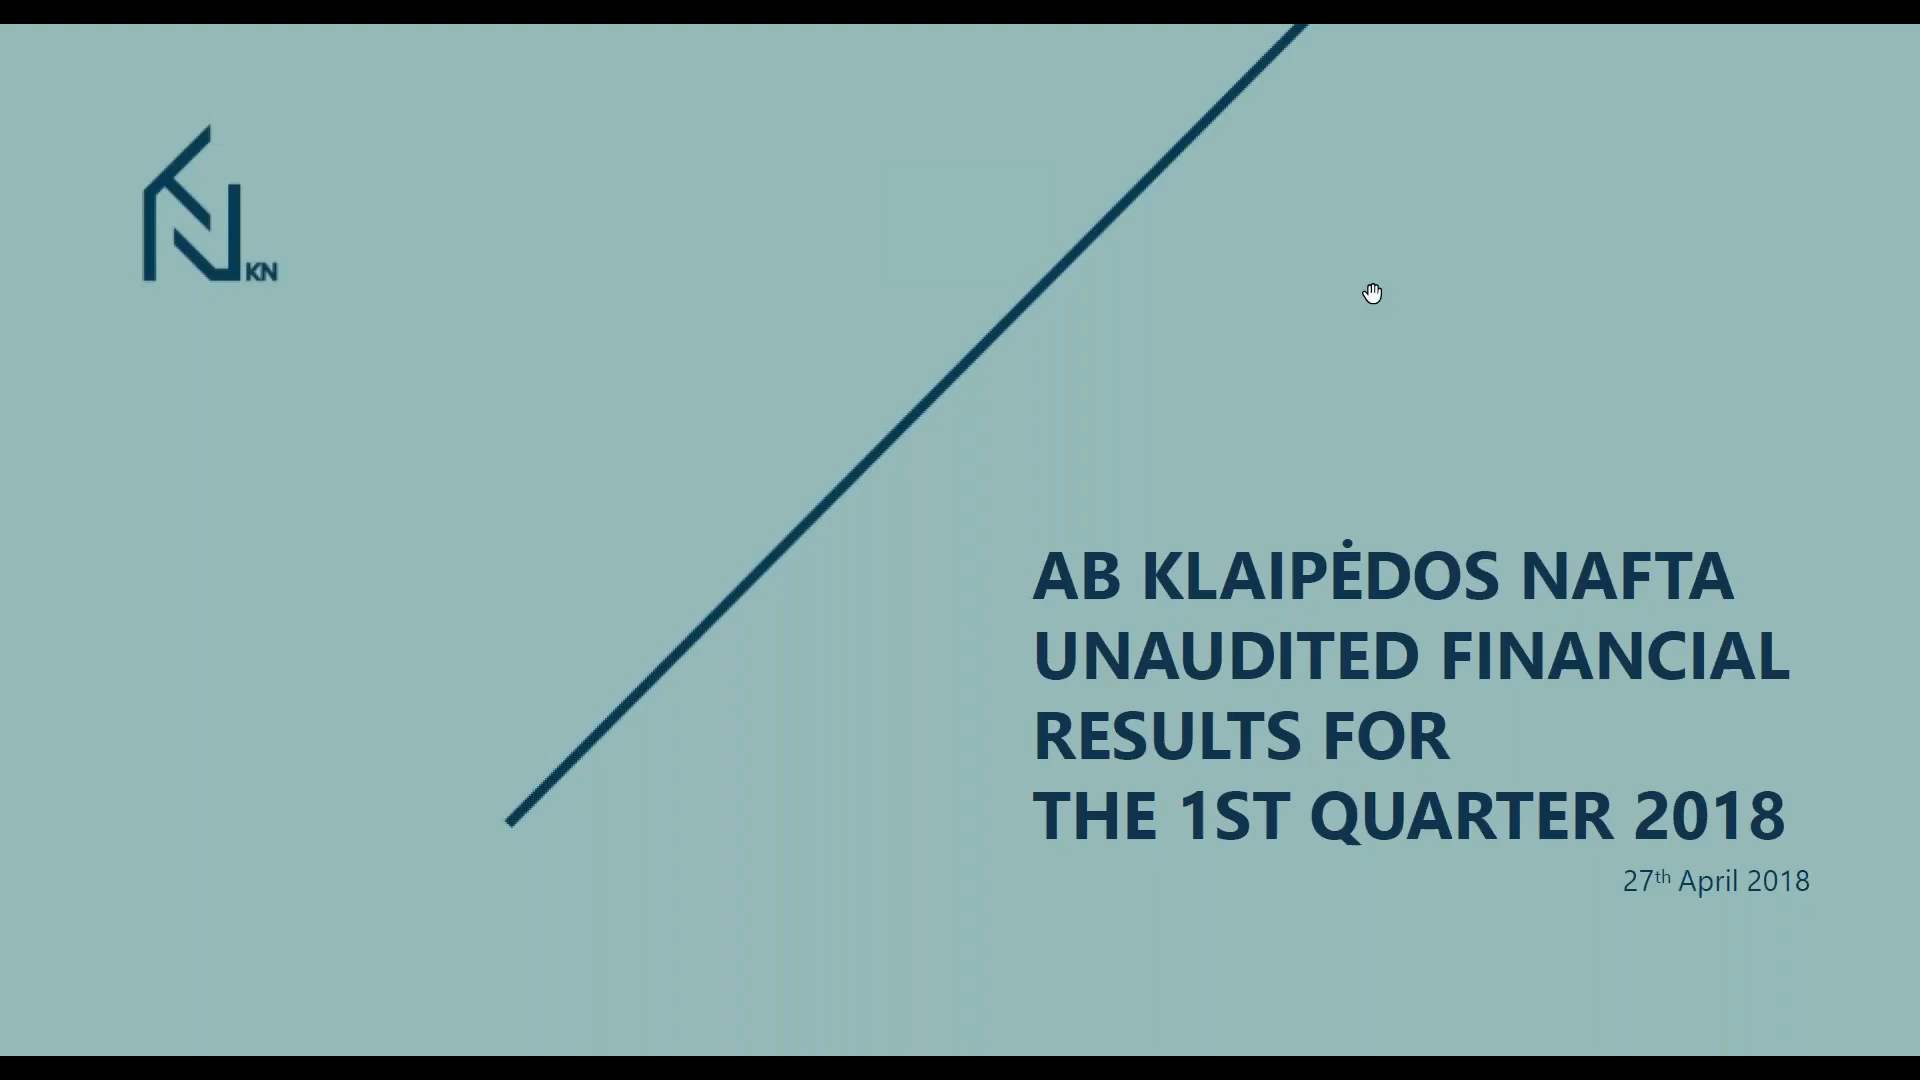 KN
AB KLAIPĖDOS NAFTA
UNAUDITED FINANCIAL
RESULTS FOR
THE 1ST QUARTER 2018
27th April 2018